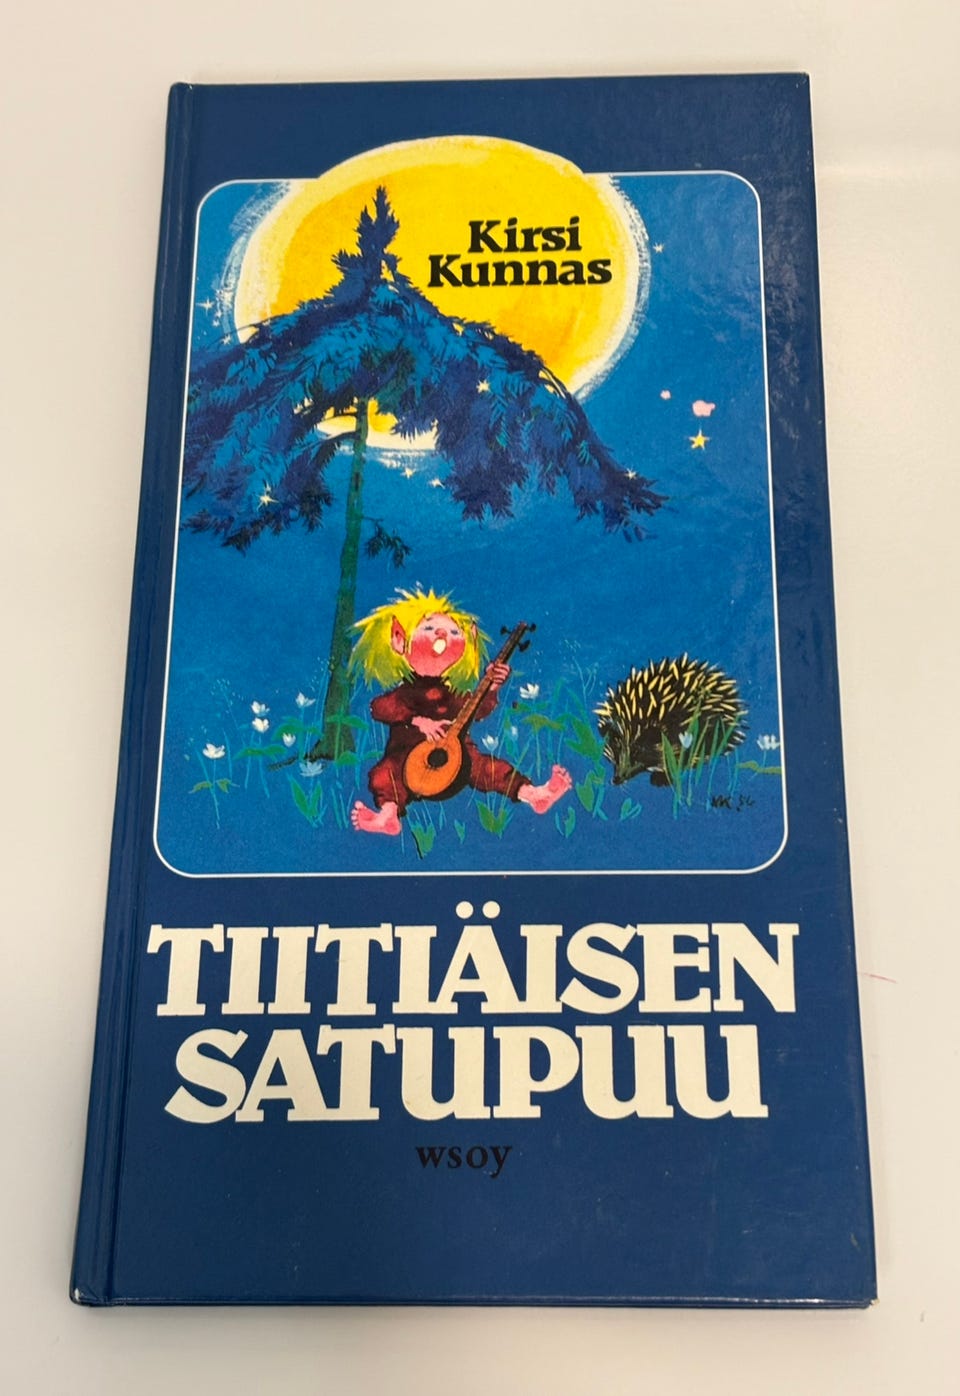 Kirsi
Kunnas
TIITIÄISEN
SATUPUU
wsoy